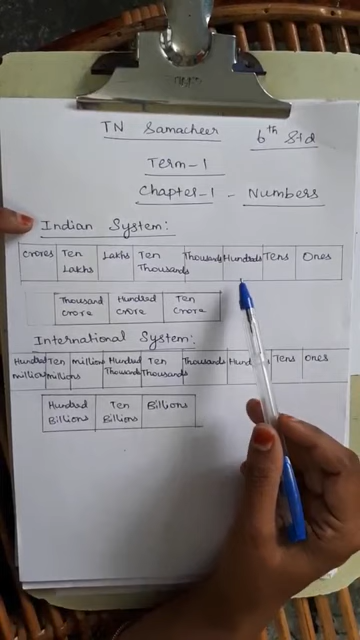 TN Samacheer 6th Std
Term-1
Chapter-1 - Numbers
Indian System:
Crores Ten Lakhs Lakhs Ten Thousands Thousands Hundreds Tens Ones
Thousand Crore Hundred Crore Ten Crore
International System:
Hundred millions Ten millions millions Hundred Thousands Ten Thousands Thousands Hund s Tens Ones
Hundred Billions Ten Billions Billions